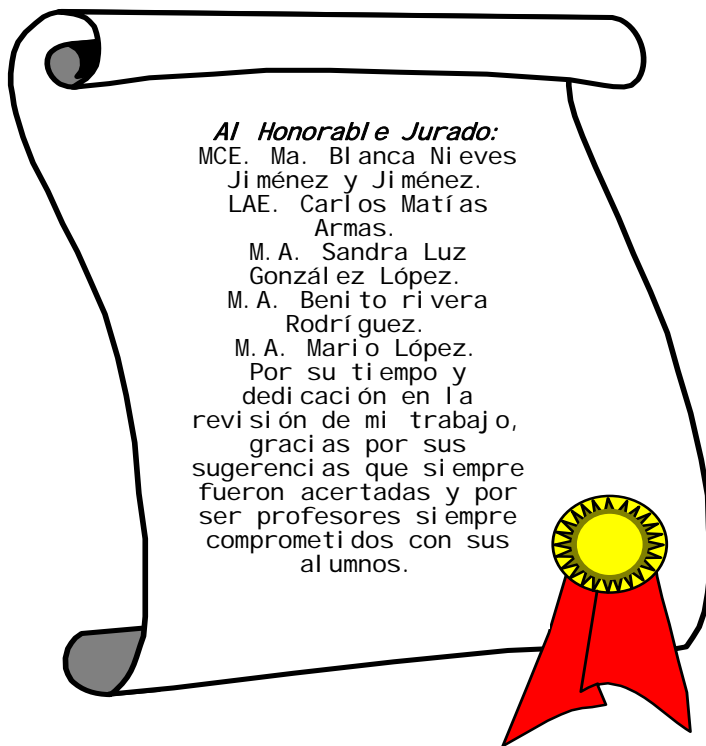 Al Honorable Jurado:
MCE. Ma. Blanca Nieves
Jiménez y Jiménez.
LAE. Carlos Matías
Armas.
M.A. Sandra Luz
González López.
M.A. Benito rivera
Rodríguez.
M.A. Mario López.
Por su tiempo y
dedicación en la
revisión de mi trabajo,
gracias por sus
sugerencias que siempre
fueron acertadas y por
ser profesores siempre
comprometidos con sus
alumnos.